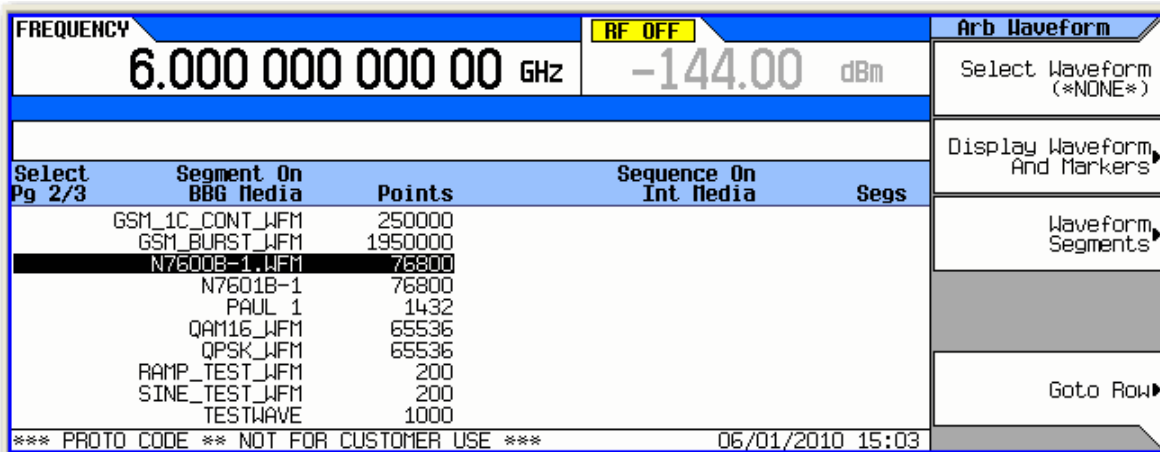 FREQUENCY
RF OFF
6.000 000 000 00 GHz
-144.00 dBm
Select Segment On Sequence On
Pg 2/3 BBG Media Points Int Media Segs
GSM_1C_CONT_WFM 250000
GSM_BURST_WFM 1950000
N7600B-1.WFM 76800
N7601B-1 76800
PAUL 1 1432
QAM16_WFM 65536
QPSK_WFM 65536
RAMP_TEST_WFM 200
SINE_TEST_WFM 200
TESTWAVE 1000
*** PROTO CODE ** NOT FOR CUSTOMER USE *** 06/01/2010 15:03
Arb Waveform
Select Waveform
(*NONE*)
Display Waveform
And Markers
Waveform
Segments
Goto Row